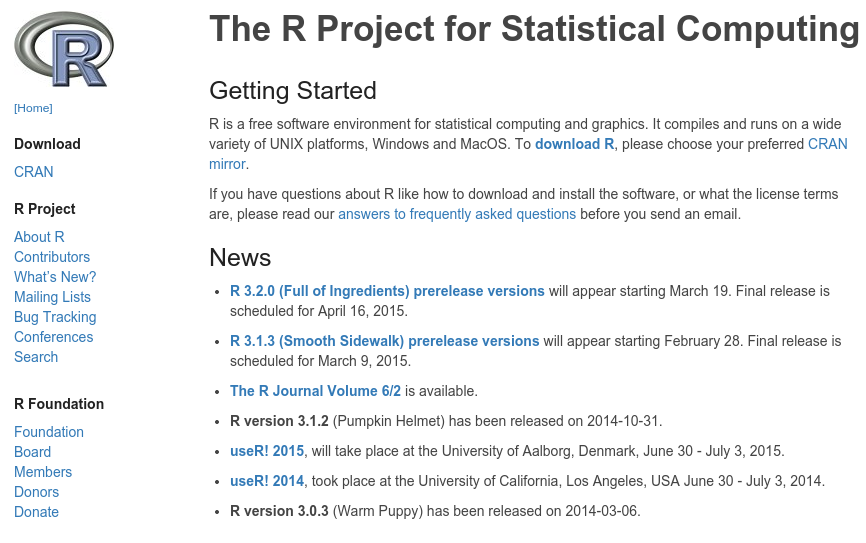 R
[Home]
Download
CRAN
R Project
About R
Contributors
What's New?
Mailing Lists
Bug Tracking
Conferences
Search
R Foundation
Foundation
Board
Members
Donors
Donate
The R Project for Statistical Computing
Getting Started
R is a free software environment for statistical computing and graphics. It compiles and runs on a wide
variety of UNIX platforms, Windows and MacOS. To download R, please choose your preferred CRAN
mirror.
If you have questions about R like how to download and install the software, or what the license terms
are, please read our answers to frequently asked questions before you send an email.
News
• R 3.2.0 (Full of Ingredients) prerelease versions will appear starting March 19. Final release is
scheduled for April 16, 2015.
• R 3.1.3 (Smooth Sidewalk) prerelease versions will appear starting February 28. Final release is
scheduled for March 9, 2015.
• The R Journal Volume 6/2 is available.
• R version 3.1.2 (Pumpkin Helmet) has been released on 2014-10-31.
• useR! 2015, will take place at the University of Aalborg, Denmark, June 30 - July 3, 2015.
• useR! 2014, took place at the University of California, Los Angeles, USA June 30 - July 3, 2014.
• R version 3.0.3 (Warm Puppy) has been released on 2014-03-06.